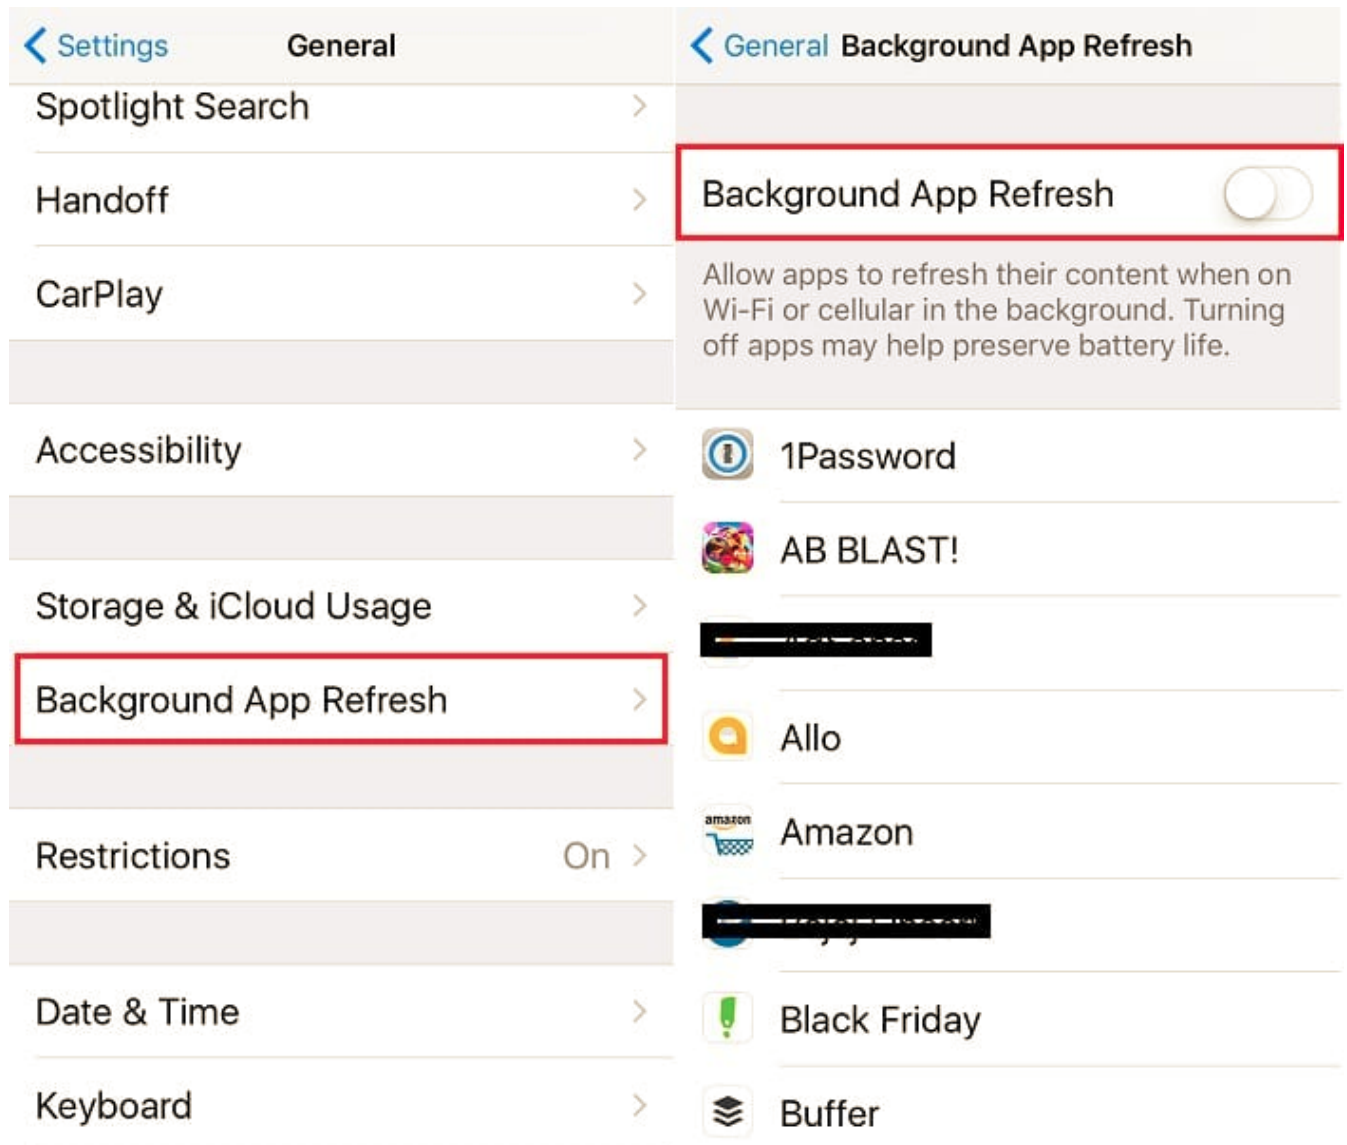 Settings
General
Spotlight Search
Handoff
CarPlay
Accessibility
Storage & iCloud Usage
Background App Refresh
Restrictions
On
Date & Time
Keyboard
General
Background App Refresh
Background App Refresh
Allow apps to refresh their content when on
Wi-Fi or cellular in the background. Turning
off apps may help preserve battery life.
1Password
AB BLAST!
Allo
amazon
Amazon
Black Friday
Buffer